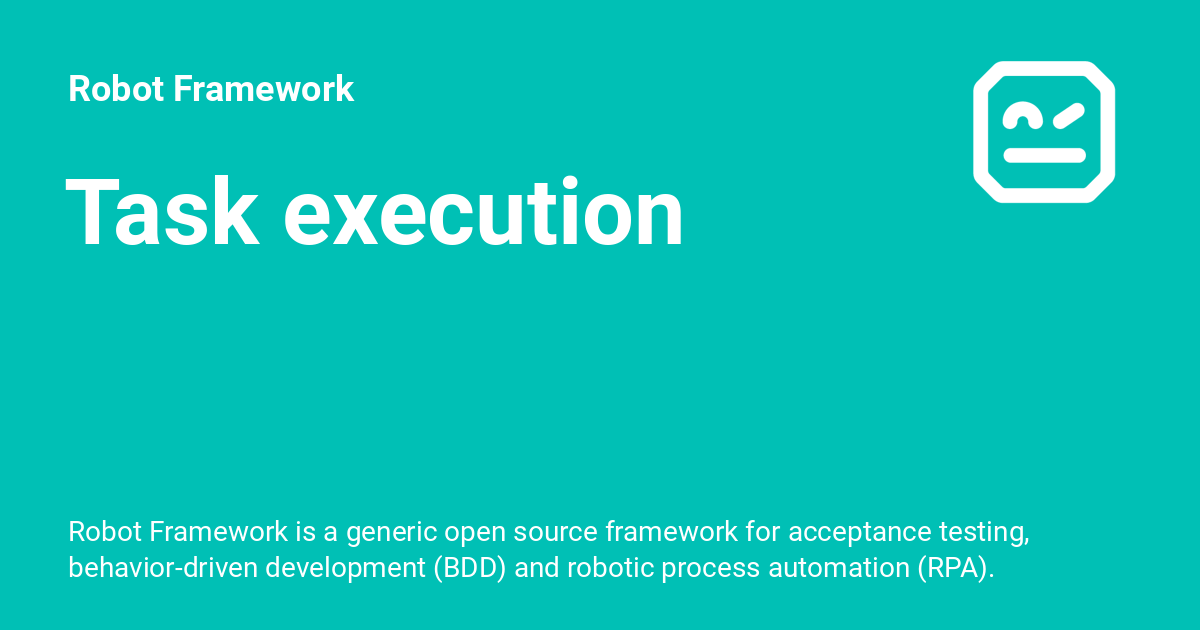 Robot Framework
Task execution
Robot Framework is a generic open source framework for acceptance testing,
behavior-driven development (BDD) and robotic process automation (RPA).